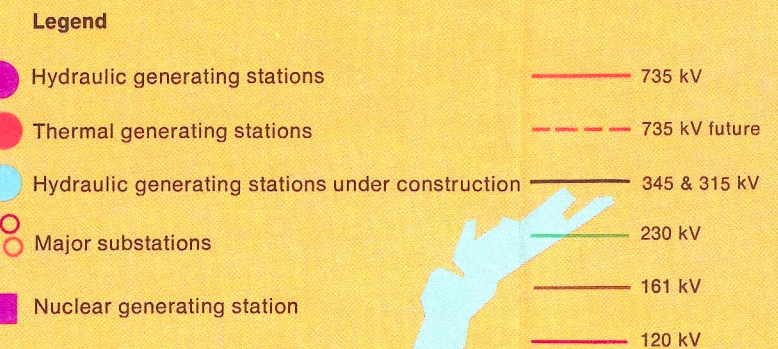 Legend
Hydraulic generating stations
Thermal generating stations
Hydraulic generating stations under construction
Major substations
Nuclear generating station
735 kV
735 kV future
345 & 315 kV
230 kV
161 kV
120 kV